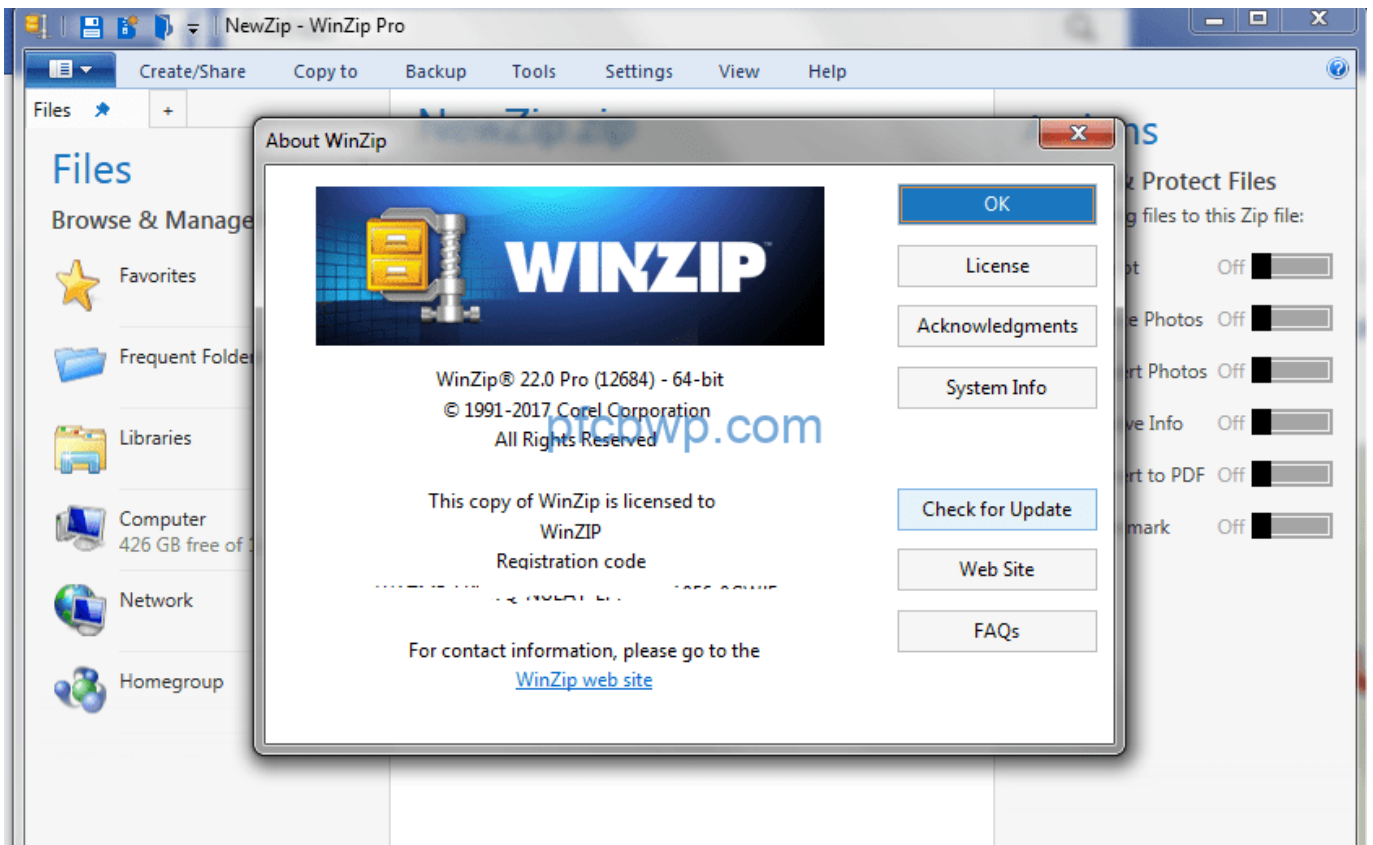 NewZip - WinZip Pro
Create/Share Copy to Backup Tools Settings View Help
Files +
NewZip.zip
Files
Browse & Manage
Favorites
Frequent Folde
Libraries
Computer
426 GB free of
Network
Homegroup
About WinZip
WINZIP
WinZip® 22.0 Pro (12684) - 64-bit
© 1991-2017 Corel Corporation
All Rights Reserved
pfcbwp.com
This copy of WinZip is licensed to
WinZIP
Registration code
For contact information, please go to the
WinZip web site
OK
License
Acknowledgments
System Info
Check for Update
Web Site
FAQs
ns
& Protect Files
g files to this Zip file:
Off
e Photos Off
rt Photos Off
ve Info Off
rt to PDF Off
mark Off